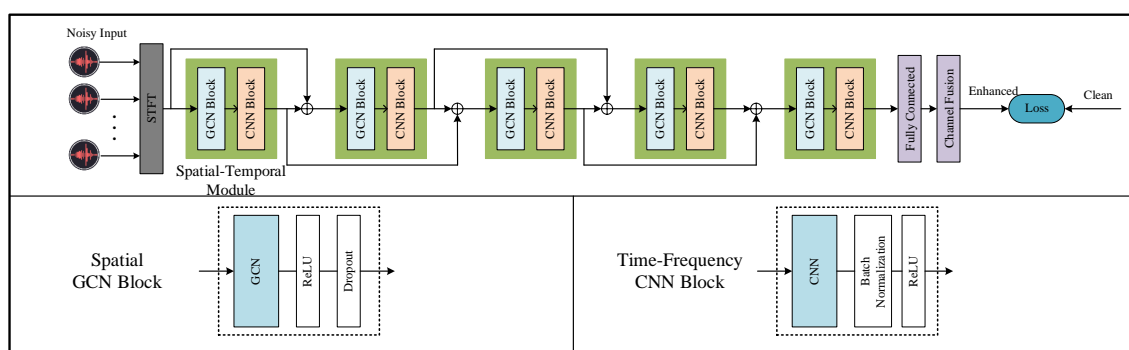 Noisy Input
STFT
GCN Block
CNN Block
Spatial-Temporal
Module
GCN Block
CNN Block
GCN Block
CNN Block
GCN Block
CNN Block
GCN Block
CNN Block
Fully Connected
Channel Fusion
Enhanced
Loss
Clean
Spatial
GCN Block
GCN
ReLU
Dropout
Time-Frequency
CNN Block
CNN
Batch
Normalization
ReLU